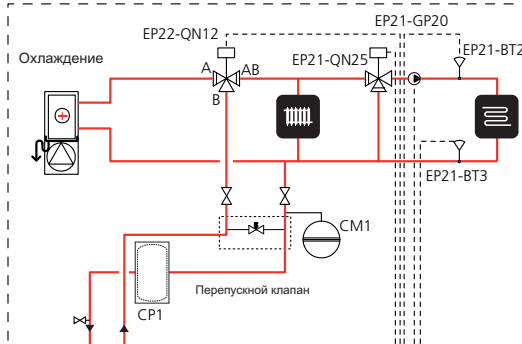 EP22-QN12
EP21-GP20
Охлаждение
A
AB
EP21-QN25
EP21-BT2
B
EP21-BT3
CM1
Перепускной клапан
CP1